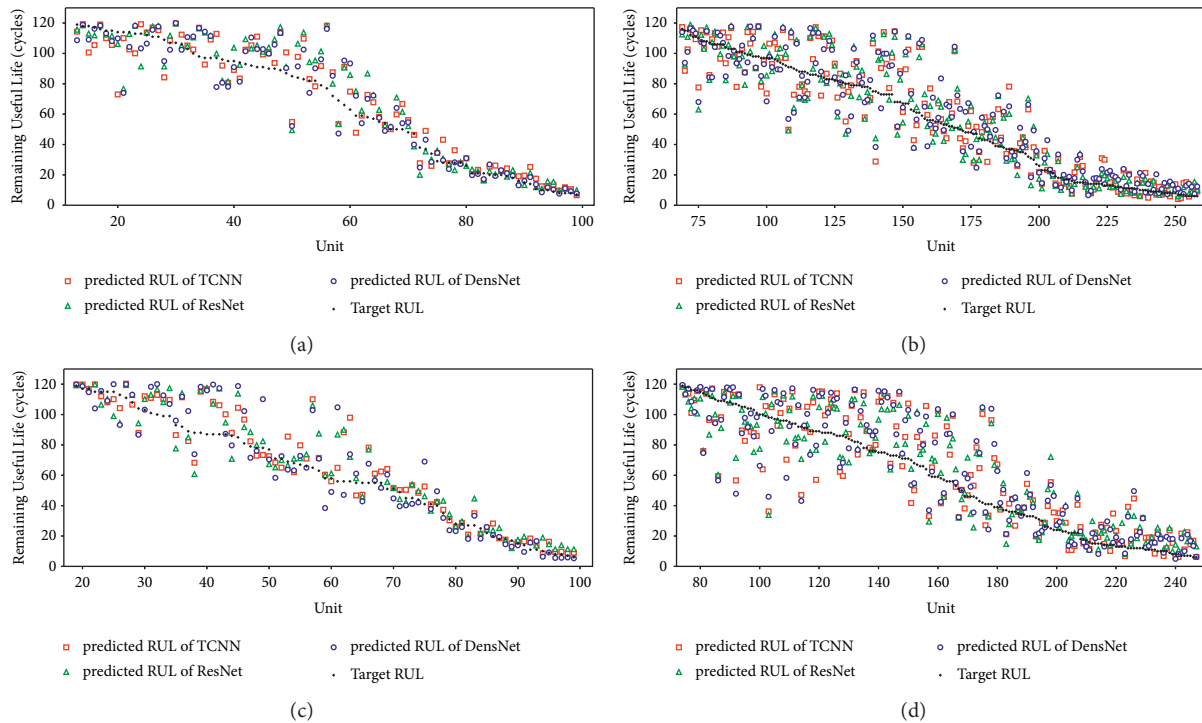 Remaining Useful Life (cycles)
120
100
80
60
40
20
0
20 40 60 80 100
Unit
predicted RUL of TCNN predicted RUL of DensNet
predicted RUL of ResNet Target RUL
(a)
Remaining Useful Life (cycles)
120
100
80
60
40
20
0
75 100 125 150 175 200 225 250
Unit
predicted RUL of TCNN predicted RUL of DensNet
predicted RUL of ResNet Target RUL
(b)
Remaining Useful Life (cycles)
120
100
80
60
40
20
0
20 30 40 50 60 70 80 90 100
Unit
predicted RUL of TCNN predicted RUL of DensNet
predicted RUL of ResNet Target RUL
(c)
Remaining Useful Life (cycles)
120
100
80
60
40
20
0
80 100 120 140 160 180 200 220 240
Unit
predicted RUL of TCNN predicted RUL of DensNet
predicted RUL of ResNet Target RUL
(d)